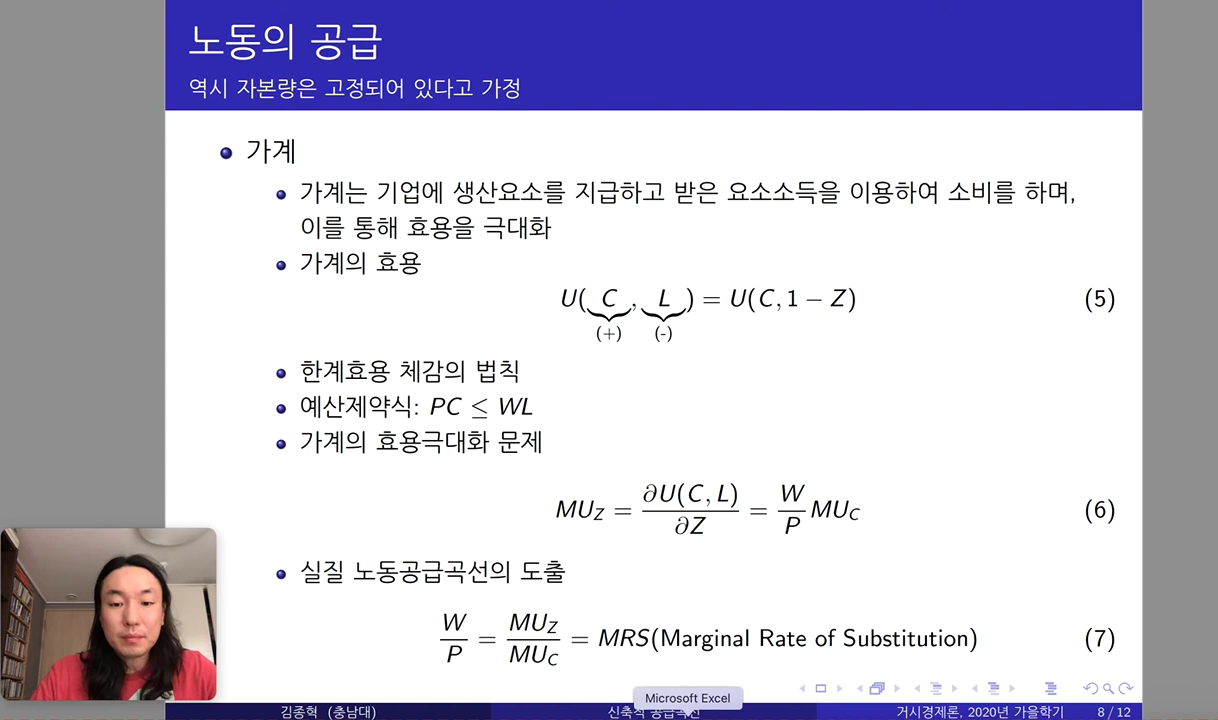 노동의 공급
역시 자본량은 고정되어 있다고 가정
가계
가계는 기업에 생산요소를 지급하고 받은 요소소득을 이용하여 소비를 하며,
이를 통해 효용을 극대화
가계의 효용
U( C , L ) = U(C, 1 − Z) (5)
(+) (-)
한계효용 체감의 법칙
예산제약식: PC ≤ WL
가계의 효용극대화 문제
MU_Z = ∂U(C, L)/∂Z = W/P MU_C (6)
실질 노동공급곡선의 도출
W/P = MU_Z/MU_C = MRS(Marginal Rate of Substitution) (7)
Microsoft Excel
김종혁 (충남대) 신축적 공급곡선 거시경제론, 2020년 가을학기 8 / 12